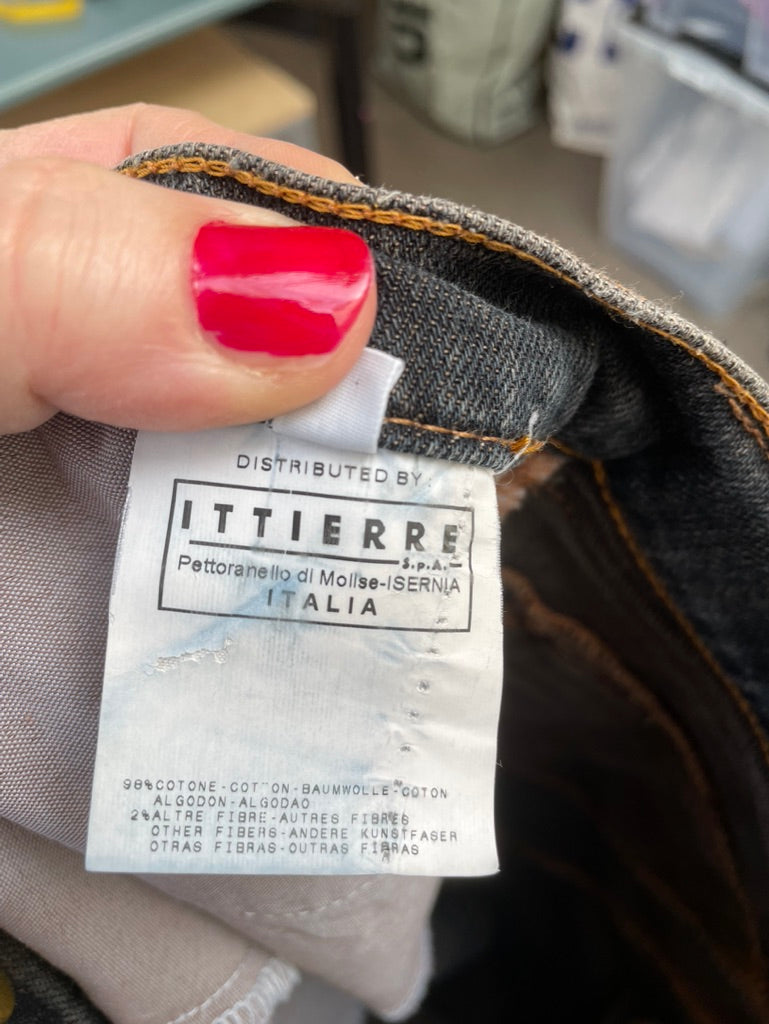 DISTRIBUTED BY:
ITTIERRE
S.p.A.
Pettoranello di Molise-ISERNIA
ITALIA
98%COTONE-COTTON-BAUMWOLLE-COTON
ALGODON-ALGODAO
2%ALTRE FIBRE-AUTRES FIBRES
OTHER FIBERS-ANDERE KUNSTFASER
OTRAS FIBRAS-OUTRAS FIBRAS